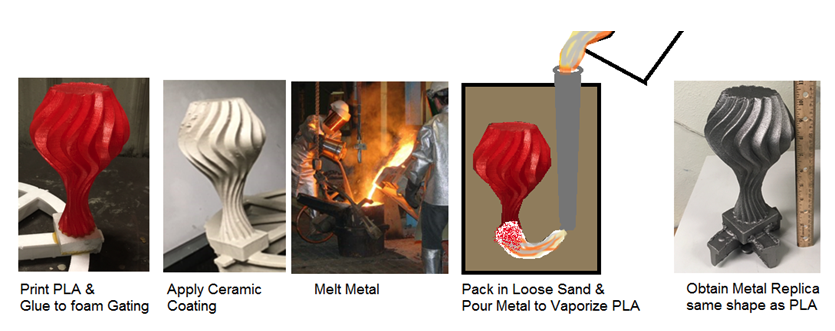 Print PLA &
Glue to foam Gating
Apply Ceramic
Coating
Melt Metal
Pack in Loose Sand &
Pour Metal to Vaporize PLA
Obtain Metal Replica
same shape as PLA